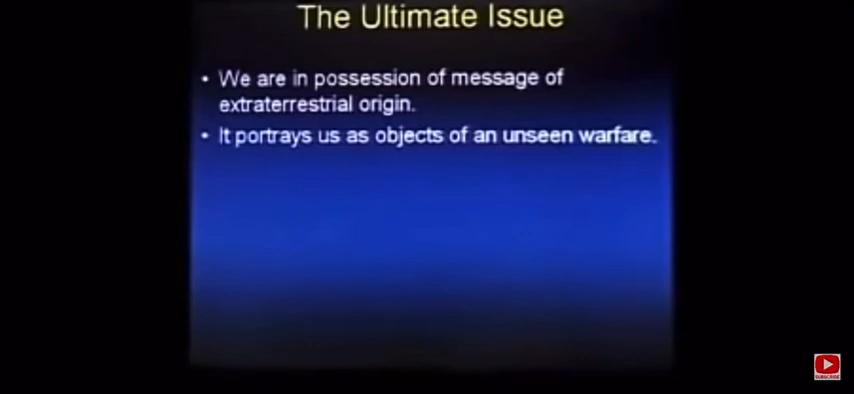 The Ultimate Issue
• We are in possession of message of
extraterrestrial origin.
• It portrays us as objects of an unseen warfare.
SUBSCRIBE